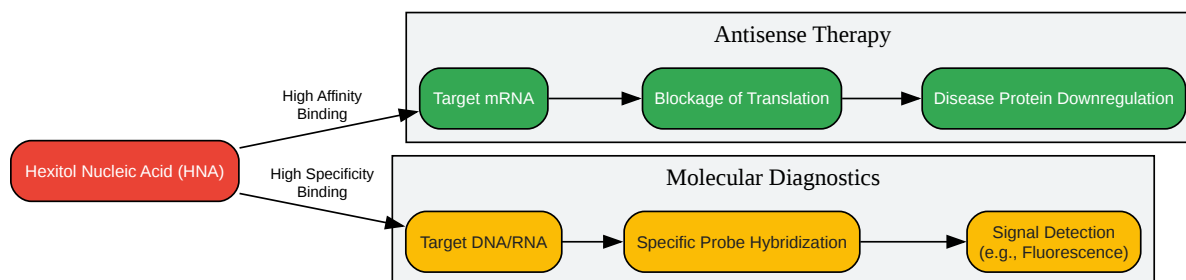 Antisense Therapy
High Affinity
Binding
Target mRNA
Blockage of Translation
Disease Protein Downregulation
Hexitol Nucleic Acid (HNA)
High Specificity
Binding
Molecular Diagnostics
Target DNA/RNA
Specific Probe Hybridization
Signal Detection
(e.g., Fluorescence)